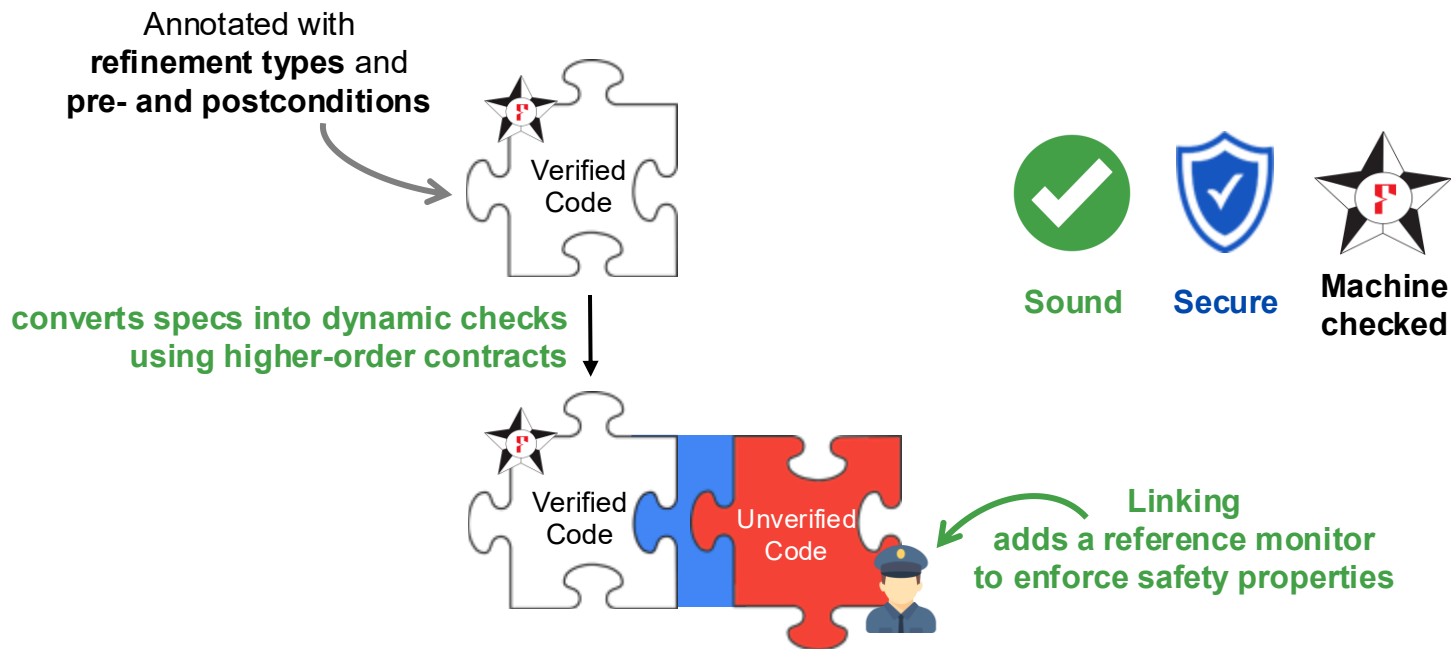 Annotated with
refinement types and
pre- and postconditions
Verified
Code
Sound
Secure
Machine
checked
converts specs into dynamic checks
using higher-order contracts
Verified
Code
Unverified
Code
Linking
adds a reference monitor
to enforce safety properties